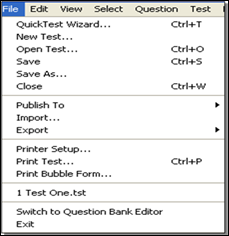 File Edit View Select Question Test
QuickTest Wizard... Ctrl+T
New Test...
Open Test... Ctrl+O
Save Ctrl+S
Save As...
Close Ctrl+W
Publish To
Import...
Export
Printer Setup...
Print Test... Ctrl+P
Print Bubble Form...
1 Test One.tst
Switch to Question Bank Editor
Exit